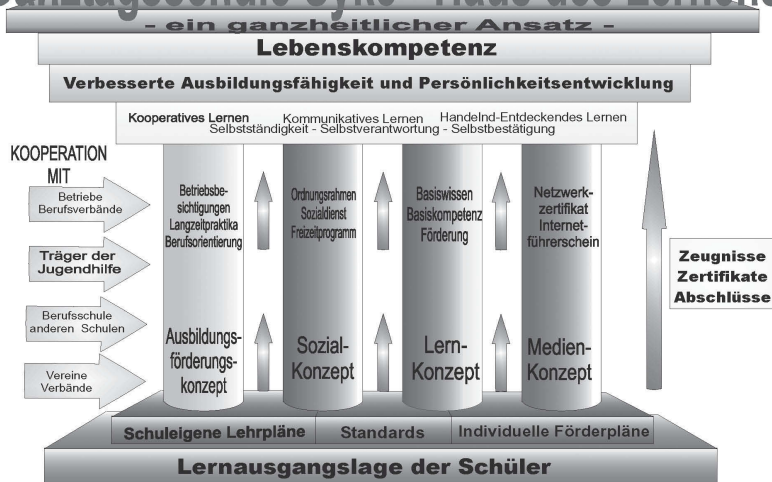 - ein ganzheitlicher Ansatz -
Lebenskompetenz
Verbesserte Ausbildungsfähigkeit und Persönlichkeitsentwicklung
Kooperatives Lernen Kommunikatives Lernen Handelnd-Entdeckendes Lernen
Selbstständigkeit - Selbstverantwortung - Selbstbestätigung
KOOPERATION
MIT
Betriebe
Berufsverbände
Träger der
Jugendhilfe
Berufsschule
anderen Schulen
Vereine
Verbände
Betriebsbe-
sichtigungen
Langzeitpraktika
Berufsorientierung
Ausbildungs-
förderungs-
konzept
Ordnungsrahmen
Sozialdienst
Freizeitprogramm
Sozial-
Konzept
Basiswissen
Basiskompetenz
Förderung
Lern-
Konzept
Netzwerk-
zertifikat
Internet-
führerschein
Medien-
Konzept
Zeugnisse
Zertifikate
Abschlüsse
Schuleigene Lehrpläne Standards Individuelle Förderpläne
Lernausgangslage der Schüler